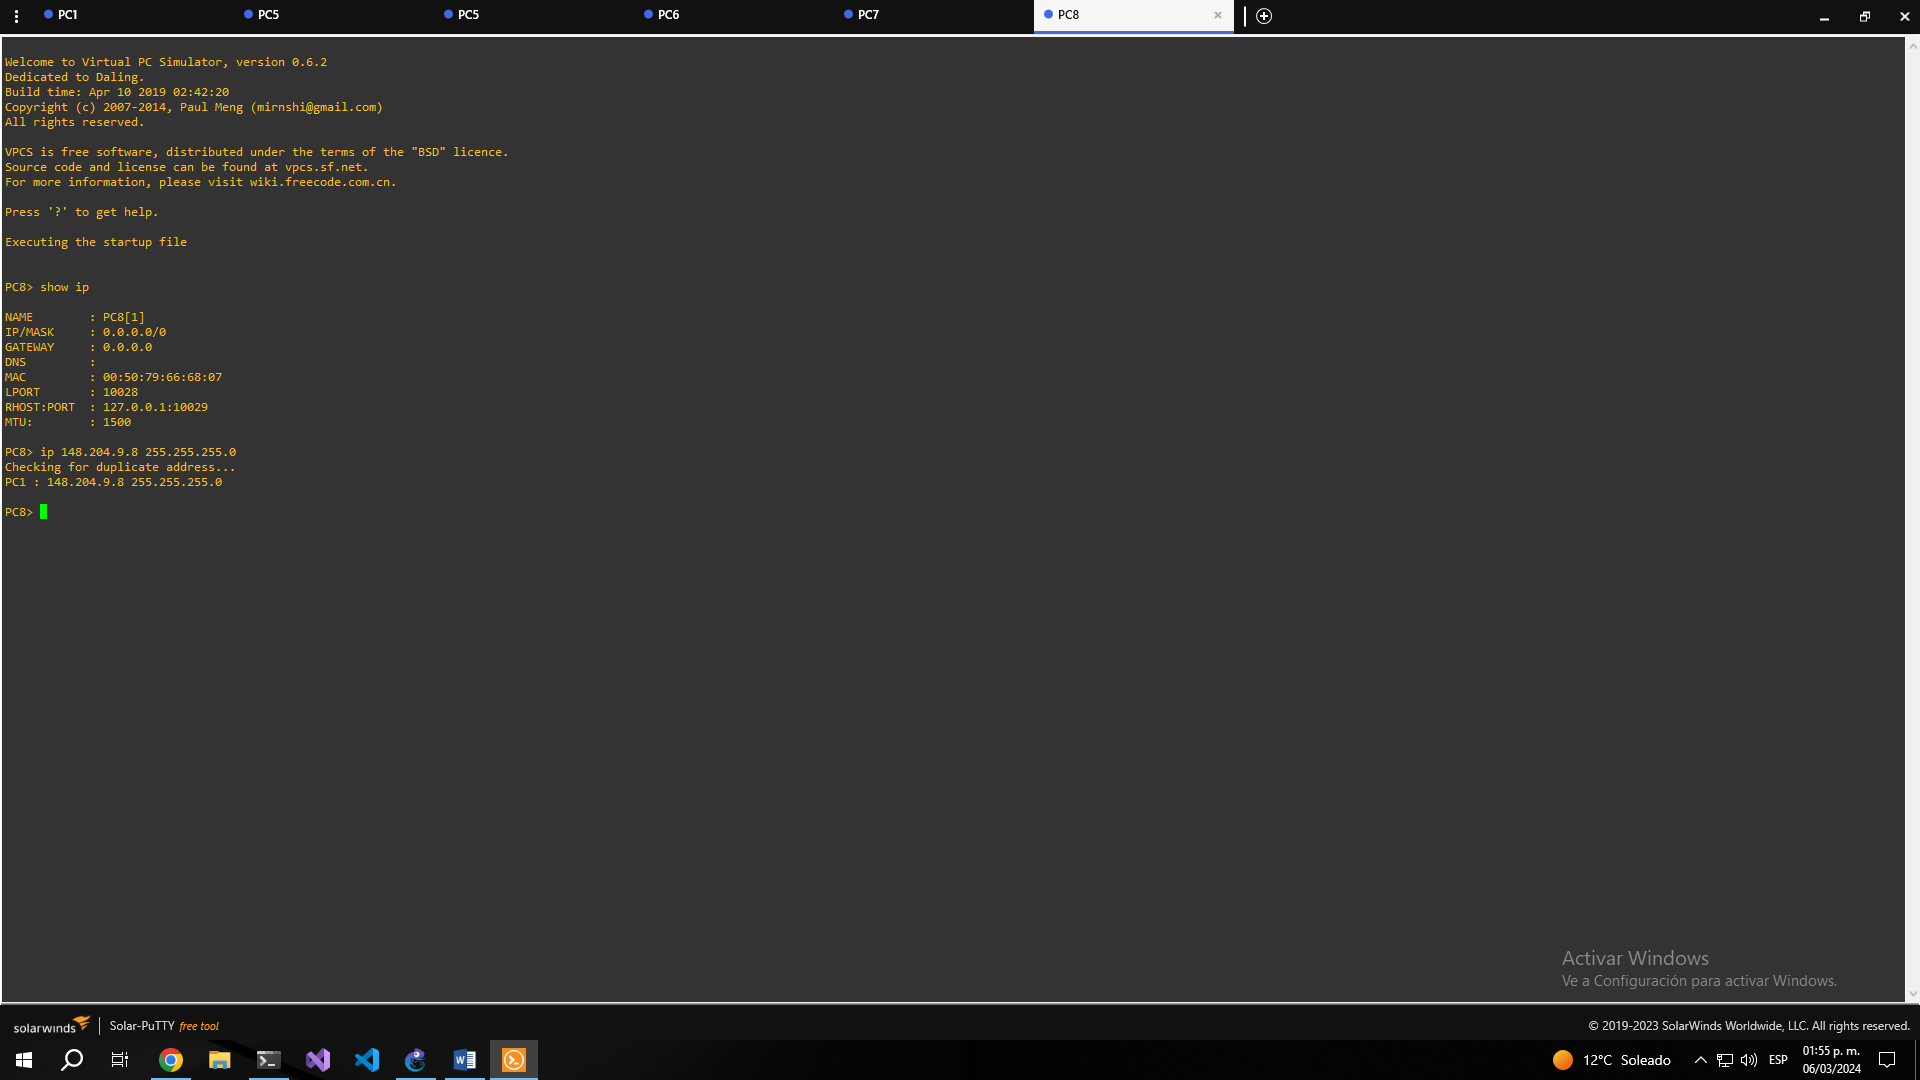 PC1
PC5
PC5
PC6
PC7
PC8
Welcome to Virtual PC Simulator, version 0.6.2
Dedicated to Daling.
Build time: Apr 10 2019 02:42:20
Copyright (c) 2007-2014, Paul Meng (mirnshi@gmail.com)
All rights reserved.
VPCS is free software, distributed under the terms of the "BSD" licence.
Source code and license can be found at vpcs.sf.net.
For more information, please visit wiki.freecode.com.cn.
Press '?' to get help.
Executing the startup file
PC8> show ip
NAME : PC8[1]
IP/MASK : 0.0.0.0/0
GATEWAY : 0.0.0.0
DNS :
MAC : 00:50:79:66:68:07
LPORT : 10028
RHOST:PORT : 127.0.0.1:10029
MTU: : 1500
PC8> ip 148.204.9.8 255.255.255.0
Checking for duplicate address...
PC1 : 148.204.9.8 255.255.255.0
PC8>
Activar Windows
Ve a Configuración para activar Windows.
solarwinds
Solar-PuTTY free tool
© 2019-2023 SolarWinds Worldwide, LLC. All rights reserved.
12°C Soleado
ESP
01:55 p. m.
06/03/2024